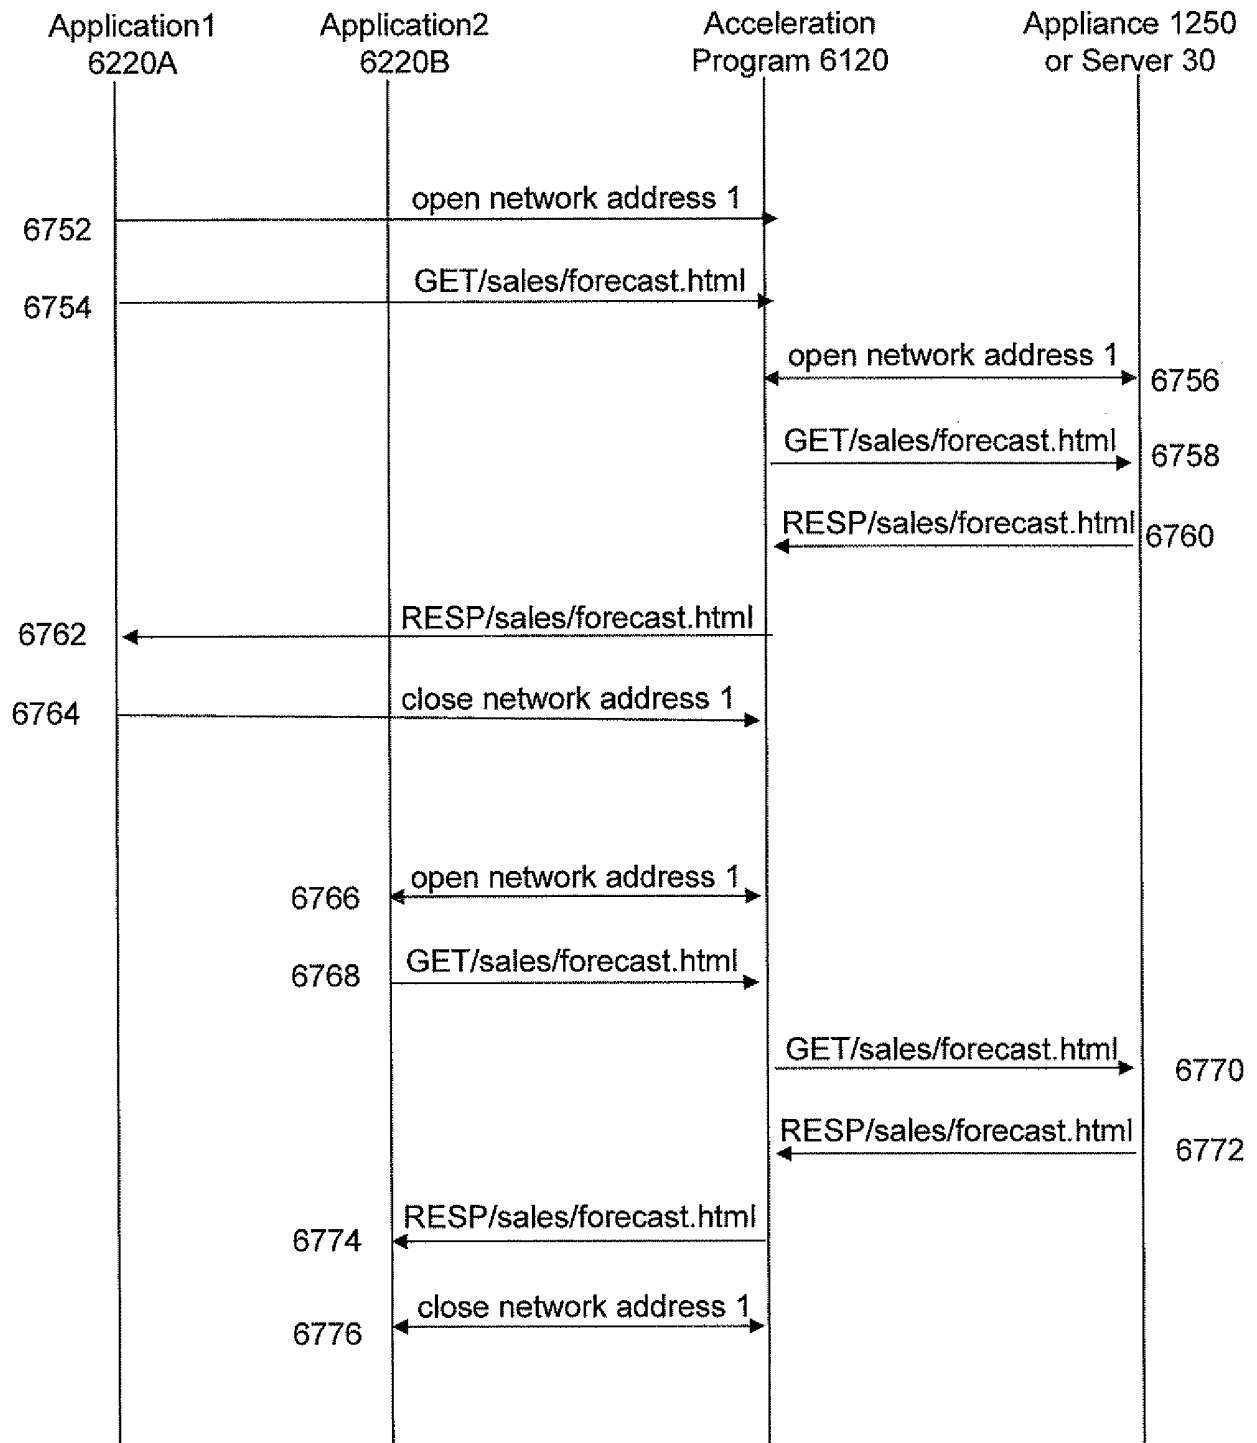 Application1
6220A
Application2
6220B
Acceleration
Program 6120
Appliance 1250
or Server 30
open network address 1
6752
GET/sales/forecast.html
6754
open network address 1
6756
GET/sales/forecast.html
6758
RESP/sales/forecast.html
6760
RESP/sales/forecast.html
6762
close network address 1
6764
open network address 1
6766
GET/sales/forecast.html
6768
GET/sales/forecast.html
6770
RESP/sales/forecast.html
6772
RESP/sales/forecast.html
6774
close network address 1
6776